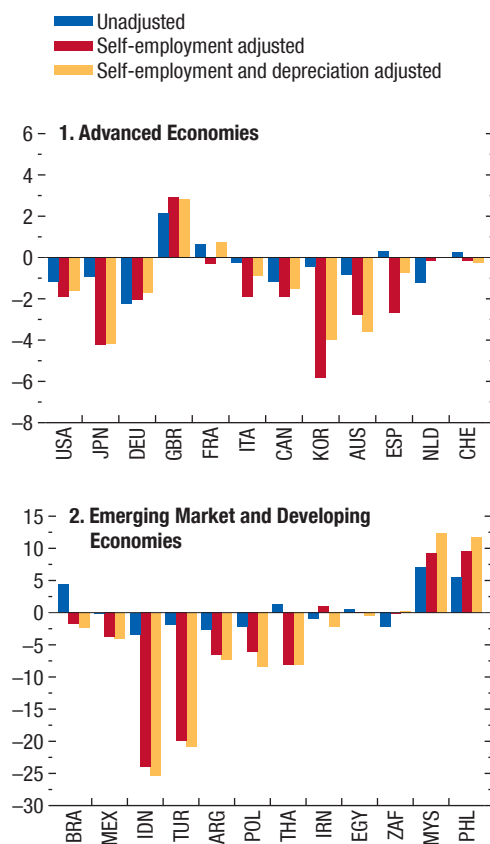 Unadjusted
Self-employment adjusted
Self-employment and depreciation adjusted
1. Advanced Economies
6
4
2
0
–2
–4
–6
–8
USA
JPN
DEU
GBR
FRA
ITA
CAN
KOR
AUS
ESP
NLD
CHE
2. Emerging Market and Developing
Economies
15
10
5
0
–5
–10
–15
–20
–25
–30
BRA
MEX
IDN
TUR
ARG
POL
THA
IRN
EGY
ZAF
MYS
PHL